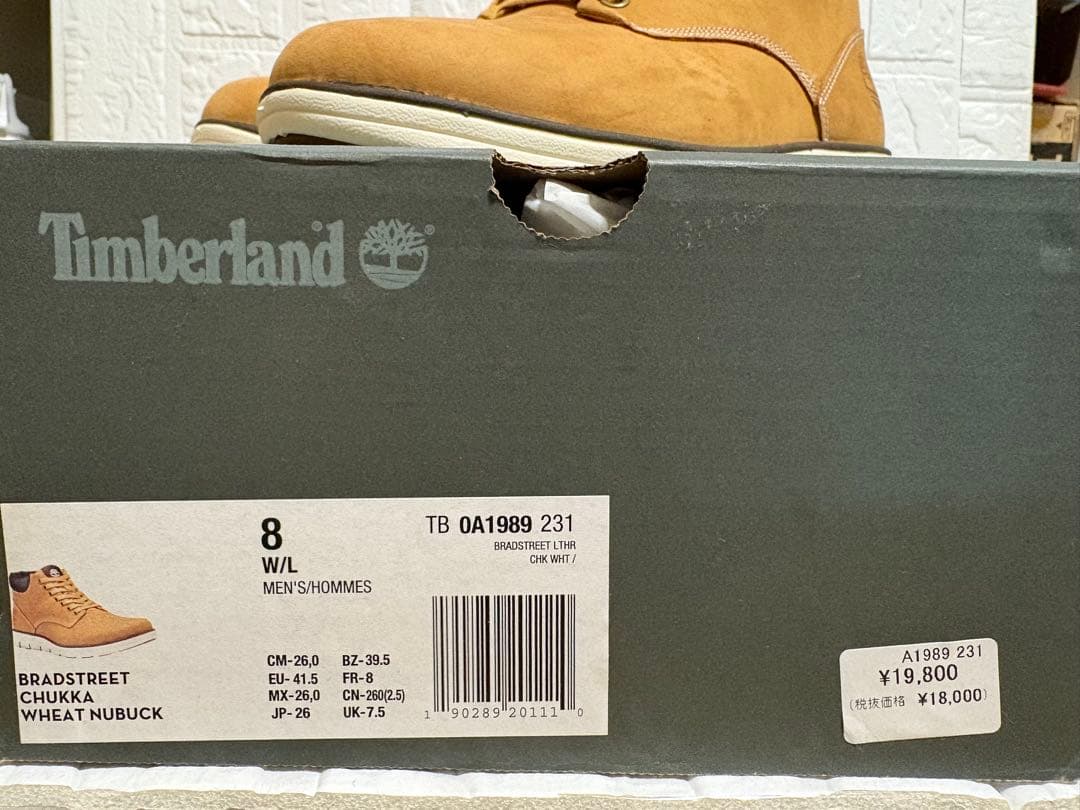 Timberland ®
8
W/L
MEN'S/HOMMES
TB 0A1989 231
BRADSTREET LTHR
CHK WHT /
BRADSTREET
CHUKKA
WHEAT NUBUCK
CM-26,0 BZ-39.5
EU- 41.5 FR-8
MX-26,0 CN-260(2.5)
JP- 26 UK-7.5
1 90289 20111 0
A1989 231
¥19,800
(税抜価格 ¥18,000)